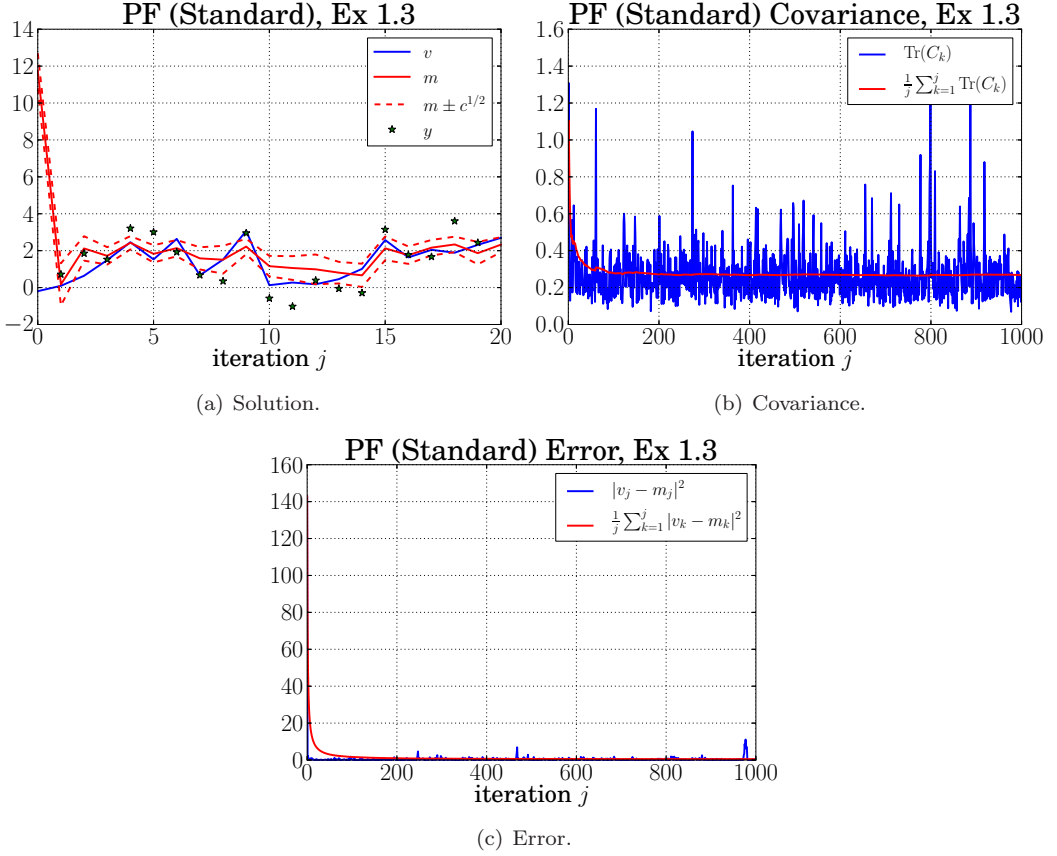 PF (Standard), Ex 1.3
14
12
10
8
6
4
2
0
−2
0 5 10 15 20
v
m
m ± c^{1/2}
y
iteration j
(a) Solution.
PF (Standard) Covariance, Ex 1.3
1.6
1.4
1.2
1.0
0.8
0.6
0.4
0.2
0.0
0 200 400 600 800 1000
Tr(C_k)
\frac{1}{j} \sum_{k=1}^{j} Tr(C_k)
iteration j
(b) Covariance.
PF (Standard) Error, Ex 1.3
160
140
120
100
80
60
40
20
0
0 200 400 600 800 1000
|v_j − m_j|^2
\frac{1}{j} \sum_{k=1}^{j} |v_k − m_k|^2
iteration j
(c) Error.